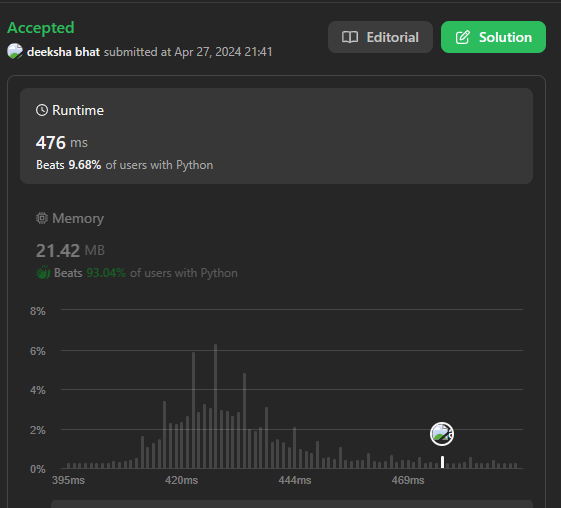 Accepted
Editorial
Solution
deeksha bhat submitted at Apr 27, 2024 21:41
Runtime
476 ms
Beats 9.68% of users with Python
Memory
21.42 MB
Beats 93.04% of users with Python
8%
6%
4%
2%
0%
395ms 420ms 444ms 469ms